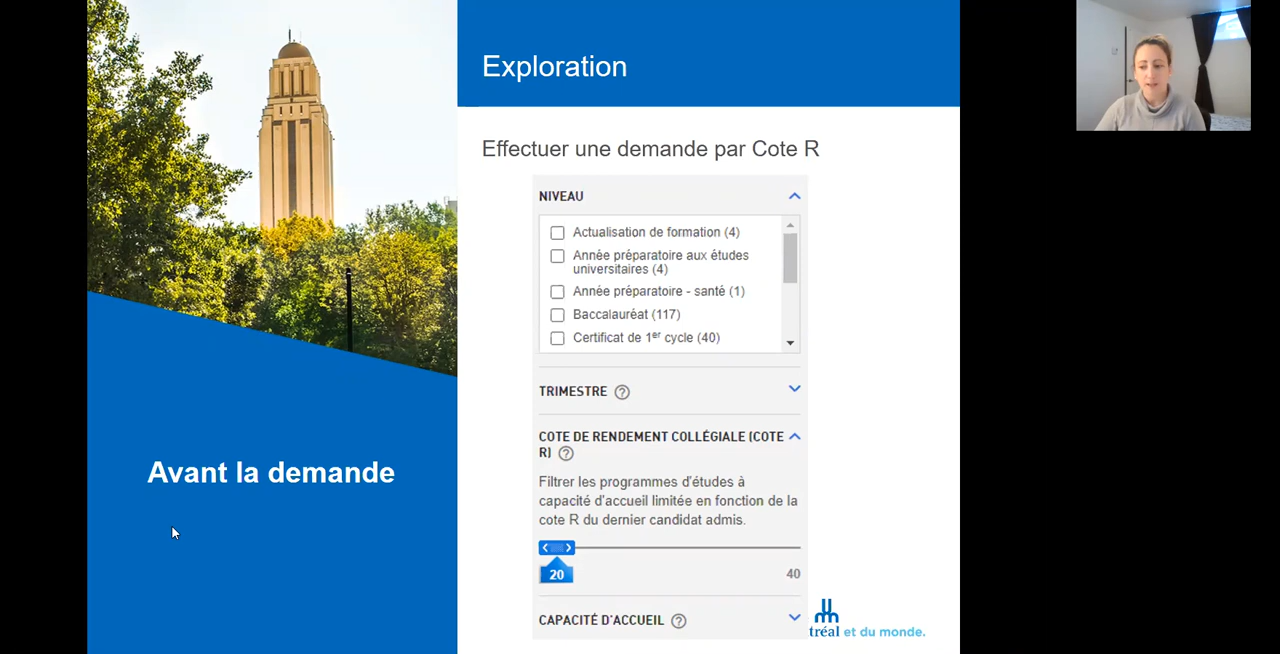 Exploration
Effectuer une demande par Cote R
NIVEAU
Actualisation de formation (4)
Année préparatoire aux études
universitaires (4)
Année préparatoire - santé (1)
Baccalauréat (117)
Certificat de 1er cycle (40)
TRIMESTRE ?
COTE DE RENDEMENT COLLÉGIALE (COTE
R) ?
Filtrer les programmes d'études à
capacité d'accueil limitée en fonction de la
cote R du dernier candidat admis.
20
40
CAPACITÉ D'ACCUEIL ?
Avant la demande
tréal et du monde.